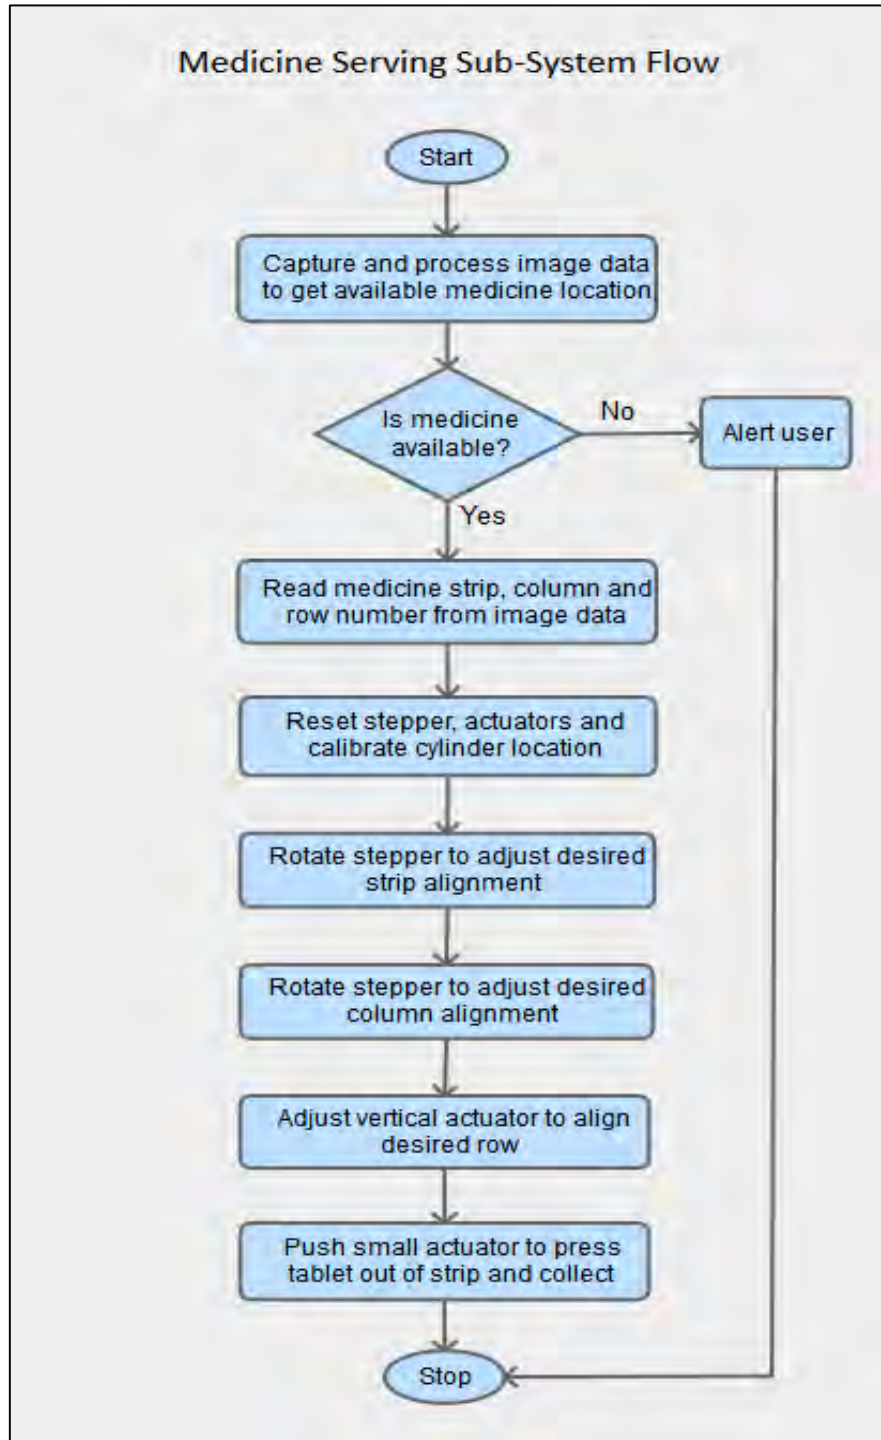 Medicine Serving Sub-System Flow
Start
Capture and process image data
to get available medicine location
Is medicine
available?
No
Alert user
Yes
Read medicine strip, column and
row number from image data
Reset stepper, actuators and
calibrate cylinder location
Rotate stepper to adjust desired
strip alignment
Rotate stepper to adjust desired
column alignment
Adjust vertical actuator to align
desired row
Push small actuator to press
tablet out of strip and collect
Stop